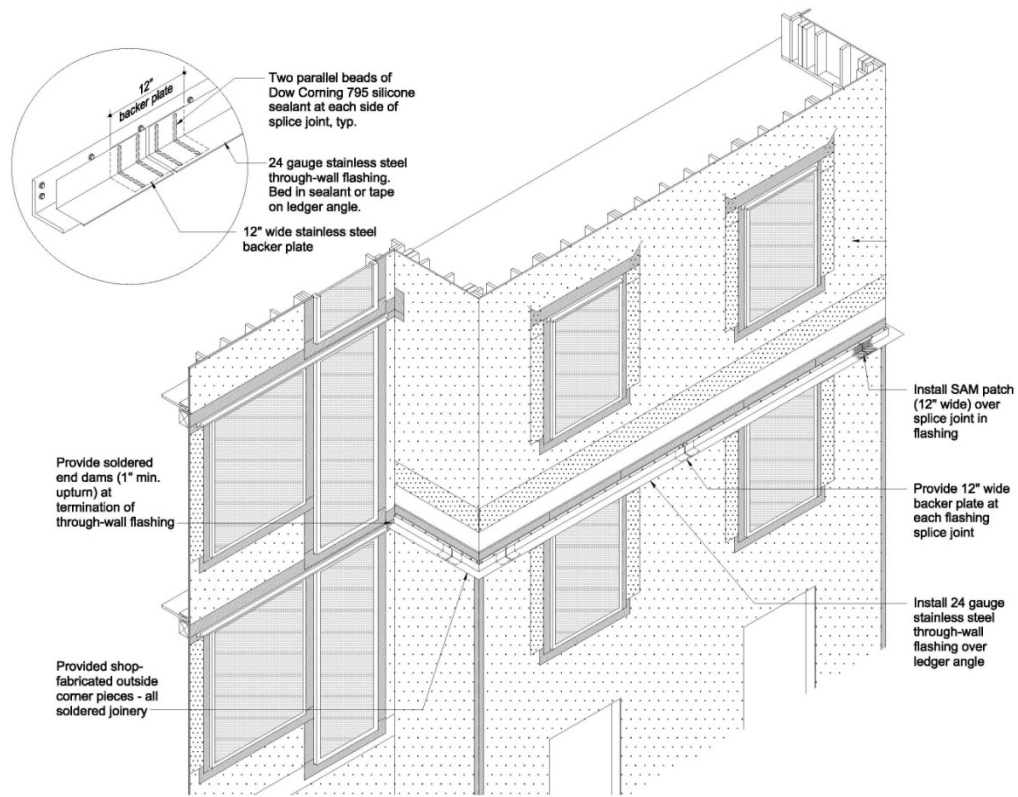 12"
backer plate
Two parallel beads of
Dow Corning 795 silicone
sealant at each side of
splice joint, typ.
24 gauge stainless steel
through-wall flashing.
Bed in sealant or tape
on ledger angle.
12" wide stainless steel
backer plate
Install SAM patch
(12" wide) over
splice joint in
flashing
Provide soldered
end dams (1" min.
upturn) at
termination of
through-wall flashing
Provide 12" wide
backer plate at
each flashing
splice joint
Install 24 gauge
stainless steel
through-wall
flashing over
ledger angle
Provided shop-
fabricated outside
corner pieces - all
soldered joinery